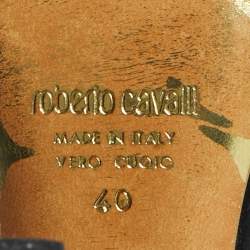 roberto cavalli
MADE IN ITALY
VERO CUOIO
40